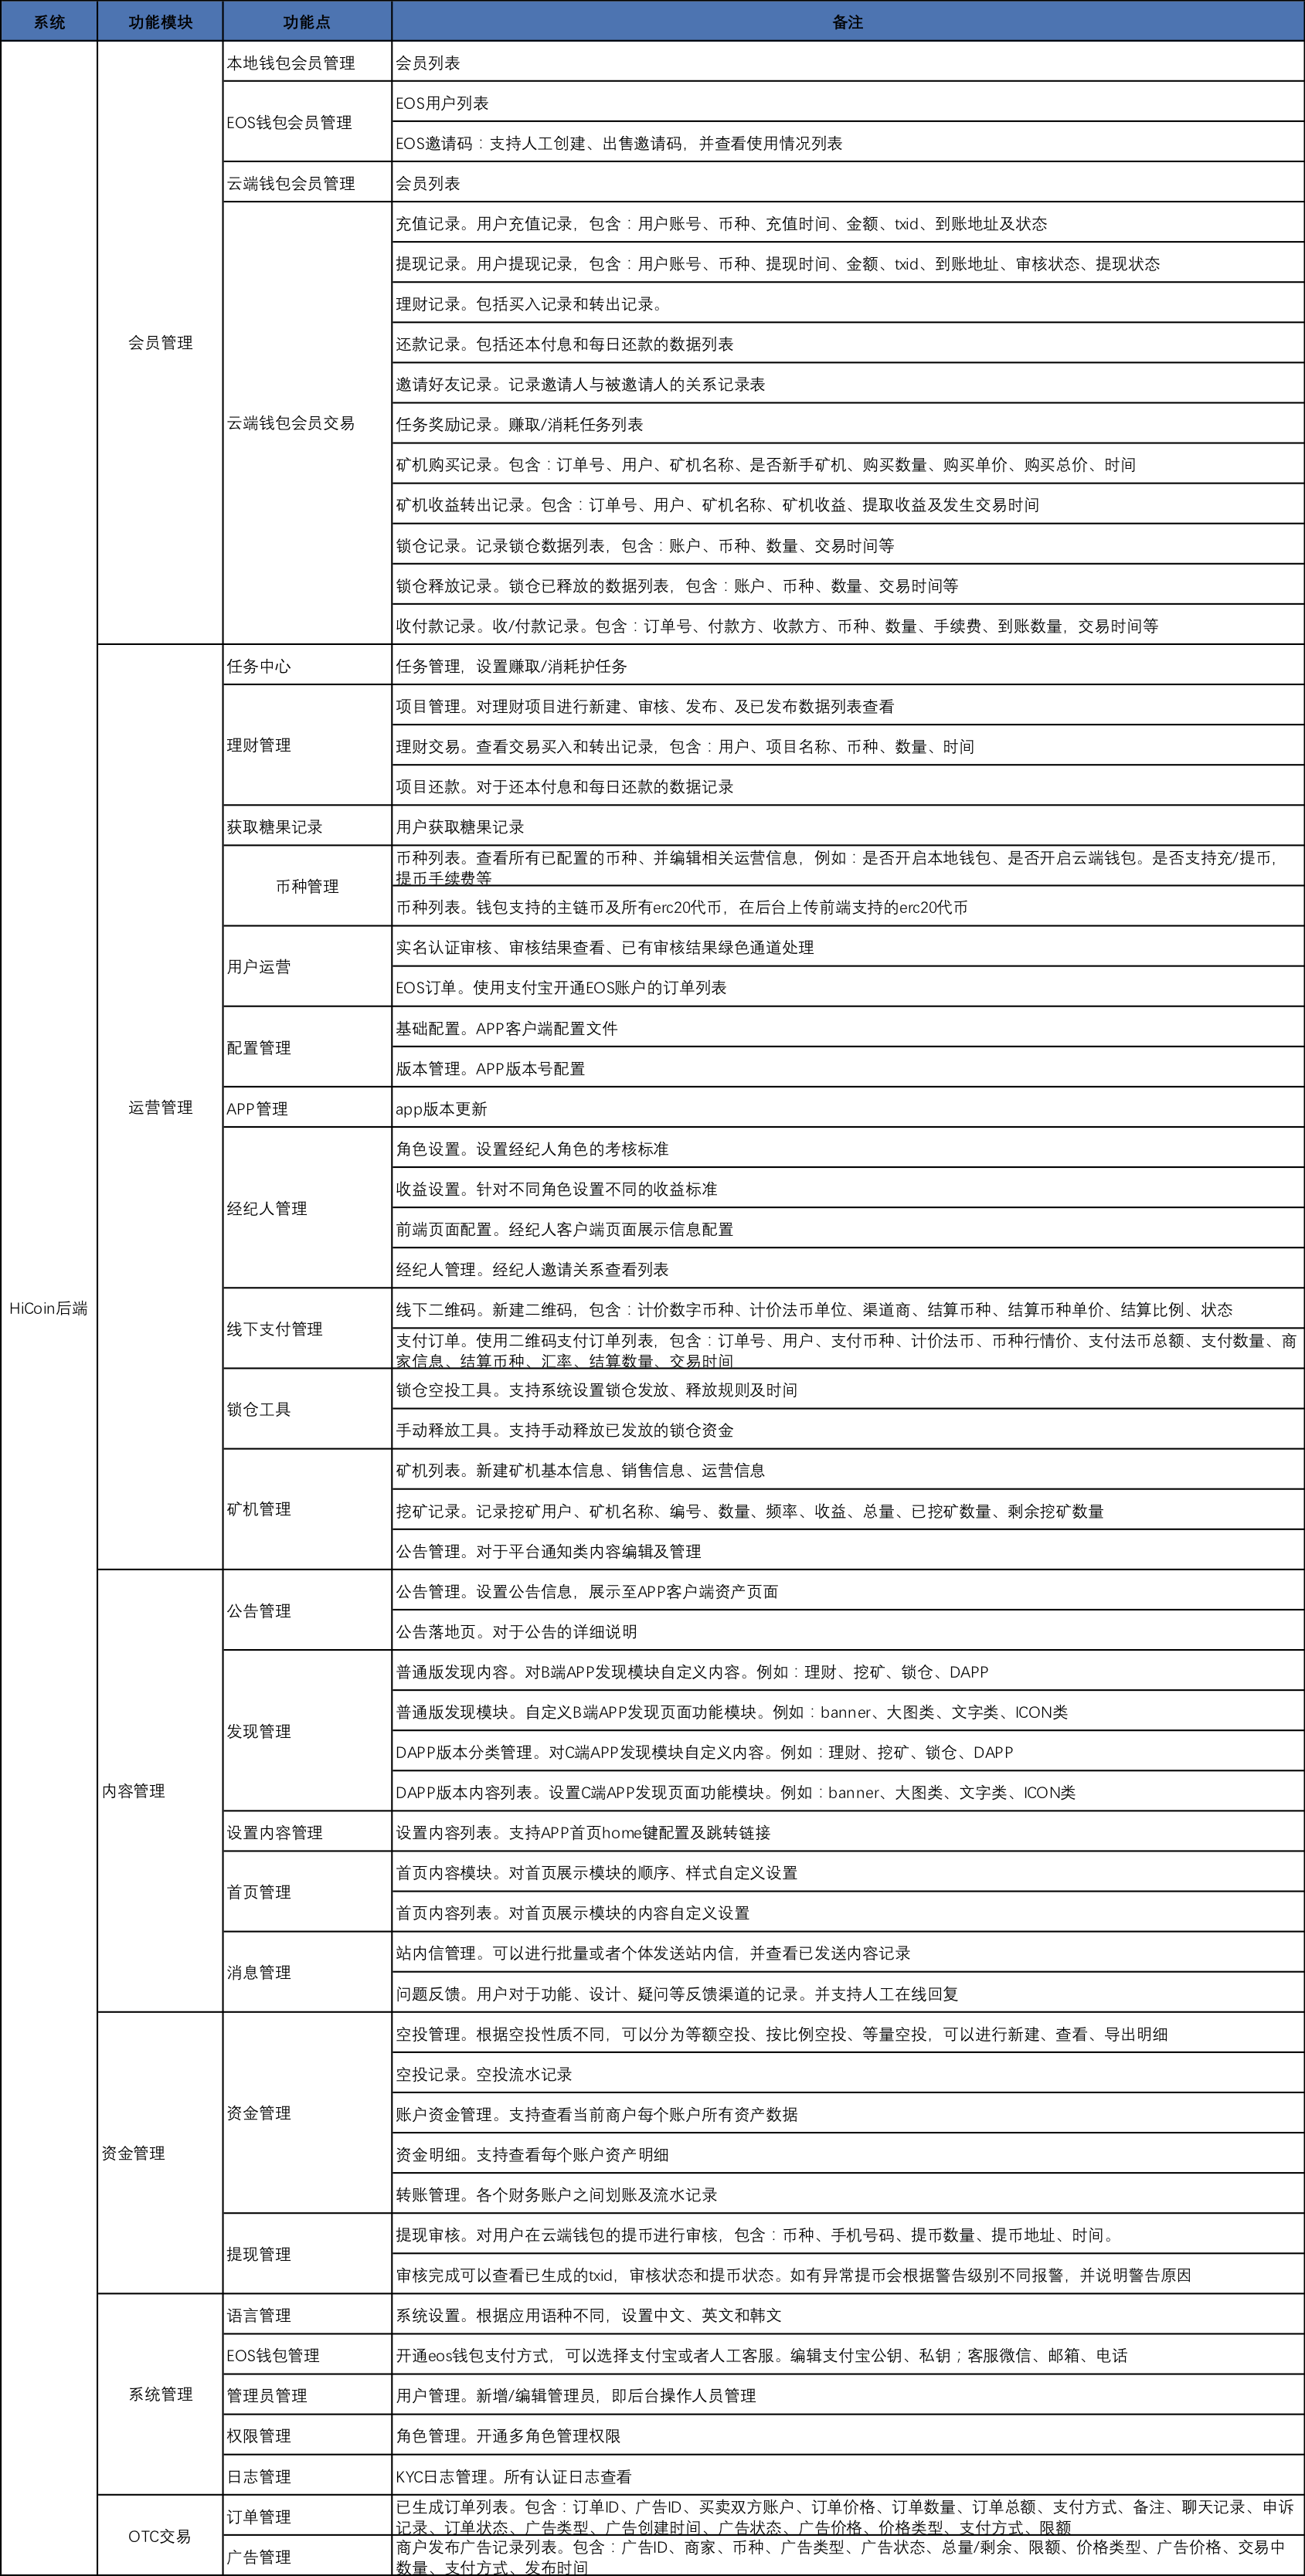 系统 功能模块 功能点 备注
本地钱包会员管理 会员列表
EOS用户列表
EOS钱包会员管理
EOS邀请码：支持人工创建、出售邀请码，并查看使用情况列表
云端钱包会员管理 会员列表
充值记录。用户充值记录，包含：用户账号、币种、充值时间、金额、txid、到账地址及状态
提现记录。用户提现记录，包含：用户账号、币种、提现时间、金额、txid、到账地址、审核状态、提现状态
理财记录。包括买入记录和转出记录。
会员管理 还款记录。包括还本付息和每日还款的数据列表
邀请好友记录。记录邀请人与被邀请人的关系记录表
云端钱包会员交易 任务奖励记录。赚取/消耗任务列表
矿机购买记录。包含：订单号、用户、矿机名称、是否新手矿机、购买数量、购买单价、购买总价、时间
矿机收益转出记录。包含：订单号、用户、矿机名称、矿机收益、提取收益及发生交易时间
锁仓记录。记录锁仓数据列表，包含：账户、币种、数量、交易时间等
锁仓释放记录。锁仓已释放的数据列表，包含：账户、币种、数量、交易时间等
收付款记录。收/付款记录。包含：订单号、付款方、收款方、币种、数量、手续费、到账数量，交易时间等
任务中心 任务管理，设置赚取/消耗护任务
项目管理。对理财项目进行新建、审核、发布、及已发布数据列表查看
理财管理 理财交易。查看交易买入和转出记录，包含：用户、项目名称、币种、数量、时间
项目还款。对于还本付息和每日还款的数据记录
获取糖果记录 用户获取糖果记录
币种列表。查看所有已配置的币种、并编辑相关运营信息，例如：是否开启本地钱包、是否开启云端钱包。是否支持充/提币，
提币手续费等
币种管理
币种列表。钱包支持的主链币及所有erc20代币，在后台上传前端支持的erc20代币
实名认证审核、审核结果查看、已有审核结果绿色通道处理
用户运营
EOS订单。使用支付宝开通EOS账户的订单列表
基础配置。APP客户端配置文件
配置管理
版本管理。APP版本号配置
运营管理 APP管理 app版本更新
角色设置。设置经纪人角色的考核标准
收益设置。针对不同角色设置不同的收益标准
经纪人管理
前端页面配置。经纪人客户端页面展示信息配置
经纪人管理。经纪人邀请关系查看列表
HiCoin后端 线下二维码。新建二维码，包含：计价数字币种、计价法币单位、渠道商、结算币种、结算币种单价、结算比例、状态
线下支付管理
支付订单。使用二维码支付订单列表，包含：订单号、用户、支付币种、计价法币、币种行情价、支付法币总额、支付数量、商
家信息、结算币种、汇率、结算数量、交易时间
锁仓空投工具。支持系统设置锁仓发放、释放规则及时间
锁仓工具
手动释放工具。支持手动释放已发放的锁仓资金
矿机列表。新建矿机基本信息、销售信息、运营信息
矿机管理 挖矿记录。记录挖矿用户、矿机名称、编号、数量、频率、收益、总量、已挖矿数量、剩余挖矿数量
公告管理。对于平台通知类内容编辑及管理
公告管理。设置公告信息，展示至APP客户端资产页面
公告管理
公告落地页。对于公告的详细说明
普通版发现内容。对B端APP发现模块自定义内容。例如：理财、挖矿、锁仓、DAPP
普通版发现模块。自定义B端APP发现页面功能模块。例如：banner、大图类、文字类、ICON类
发现管理
DAPP版本分类管理。对C端APP发现模块自定义内容。例如：理财、挖矿、锁仓、DAPP
内容管理 DAPP版本内容列表。设置C端APP发现页面功能模块。例如：banner、大图类、文字类、ICON类
设置内容管理 设置内容列表。支持APP首页home键配置及跳转链接
首页内容模块。对首页展示模块的顺序、样式自定义设置
首页管理
首页内容列表。对首页展示模块的内容自定义设置
站内信管理。可以进行批量或者个体发送站内信，并查看已发送内容记录
消息管理
问题反馈。用户对于功能、设计、疑问等反馈渠道的记录。并支持人工在线回复
空投管理。根据空投性质不同，可以分为等额空投、按比例空投、等量空投，可以进行新建、查看、导出明细
空投记录。空投流水记录
资金管理 账户资金管理。支持查看当前商户每个账户所有资产数据
资金管理 资金明细。支持查看每个账户资产明细
转账管理。各个财务账户之间划账及流水记录
提现审核。对用户在云端钱包的提币进行审核，包含：币种、手机号码、提币数量、提币地址、时间。
提现管理
审核完成可以查看已生成的txid，审核状态和提币状态。如有异常提币会根据警告级别不同报警，并说明警告原因
语言管理 系统设置。根据应用语种不同，设置中文、英文和韩文
EOS钱包管理 开通eos钱包支付方式，可以选择支付宝或者人工客服。编辑支付宝公钥、私钥；客服微信、邮箱、电话
系统管理 管理员管理 用户管理。新增/编辑管理员，即后台操作人员管理
权限管理 角色管理。开通多角色管理权限
日志管理 KYC日志管理。所有认证日志查看
OTC交易 订单管理 已生成订单列表。包含：订单ID、广告ID、买卖双方账户、订单价格、订单数量、订单总额、支付方式、备注、聊天记录、申诉
记录、订单状态、广告类型、广告创建时间、广告状态、广告价格、价格类型、支付方式、限额
广告管理 商户发布广告记录列表。包含：广告ID、商家、币种、广告类型、广告状态、总量/剩余、限额、价格类型、广告价格、交易中
数量、支付方式、发布时间